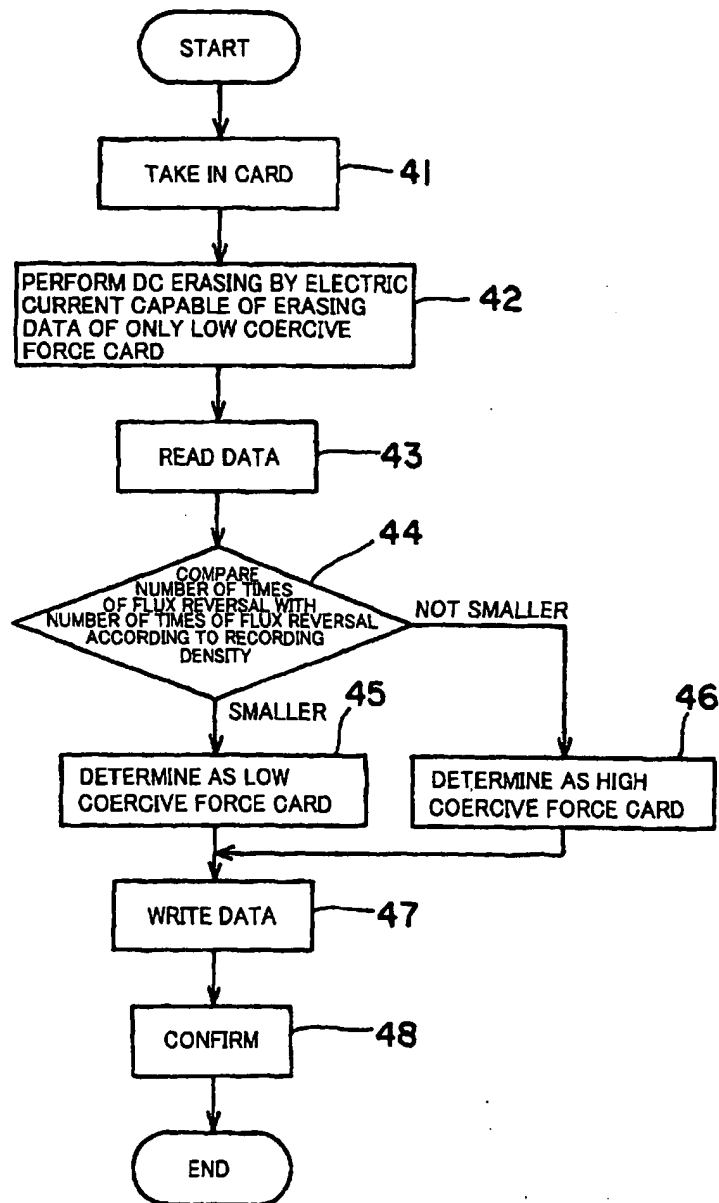 START
TAKE IN CARD
41
PERFORM DC ERASING BY ELECTRIC
CURRENT CAPABLE OF ERASING
DATA OF ONLY LOW COERCIVE
FORCE CARD
42
READ DATA
43
44
COMPARE
NUMBER OF TIMES
OF FLUX REVERSAL WITH
NUMBER OF TIMES OF FLUX REVERSAL
ACCORDING TO RECORDING
DENSITY
NOT SMALLER
SMALLER
45
46
DETERMINE AS LOW
COERCIVE FORCE CARD
DETERMINE AS HIGH
COERCIVE FORCE CARD
WRITE DATA
47
CONFIRM
48
END